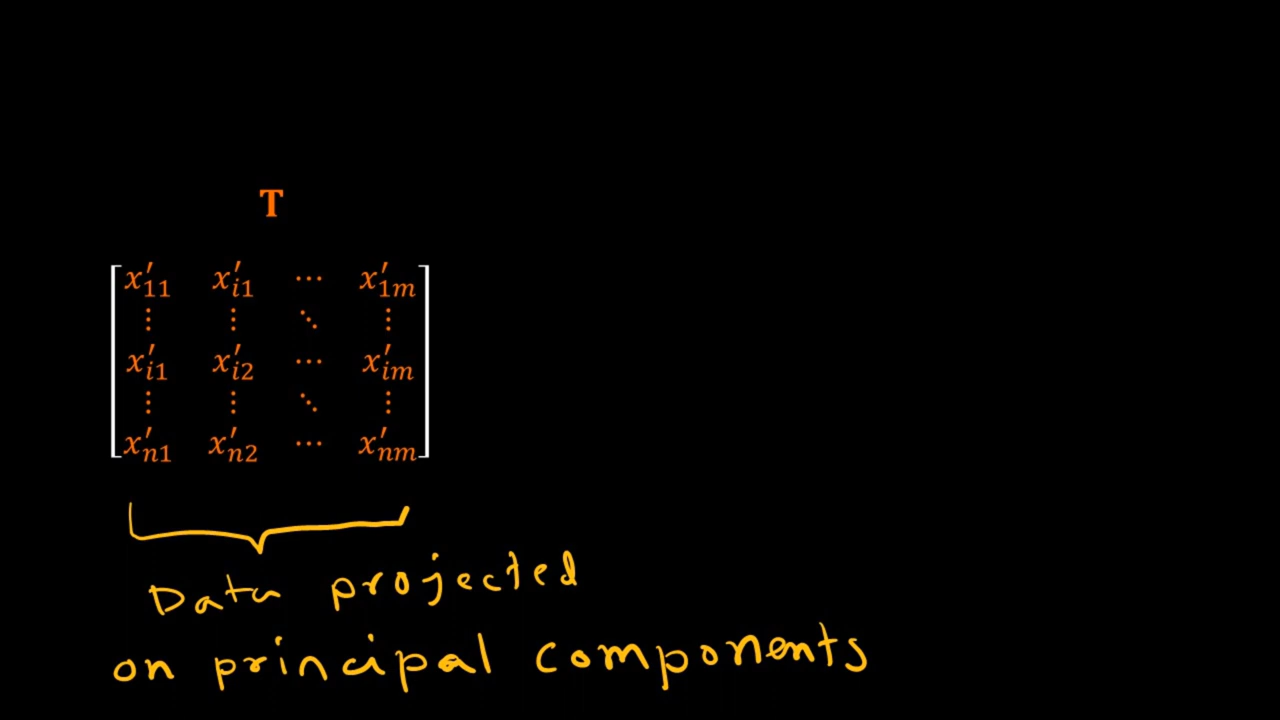 T
x′11 x′i1 ⋯ x′1m
⋮ ⋮ ⋱ ⋮
x′i1 x′i2 ⋯ x′im
⋮ ⋮ ⋱ ⋮
x′n1 x′n2 ⋯ x′nm
Data projected
on principal components